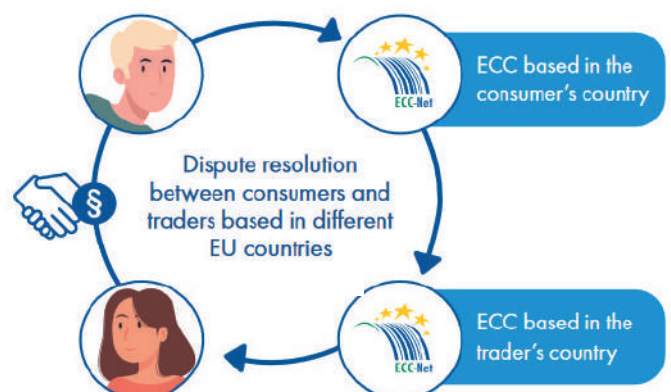 ECC-Net
ECC based in the
consumer's country
Dispute resolution
between consumers and
traders based in different
EU countries
§
ECC-Net
ECC based in the
trader's country